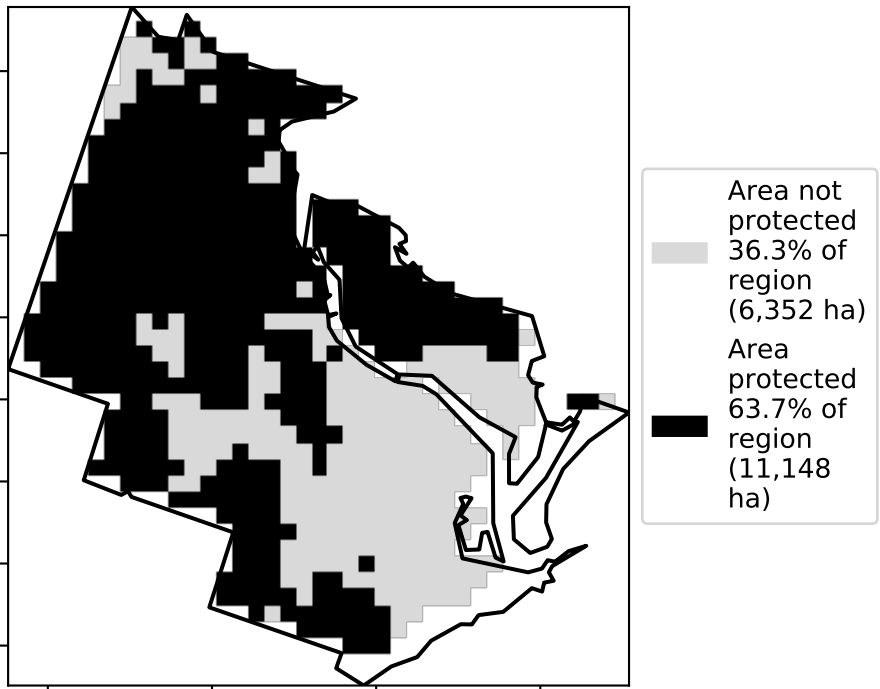 Area not
protected
36.3% of
region
(6,352 ha)
Area
protected
63.7% of
region
(11,148
ha)